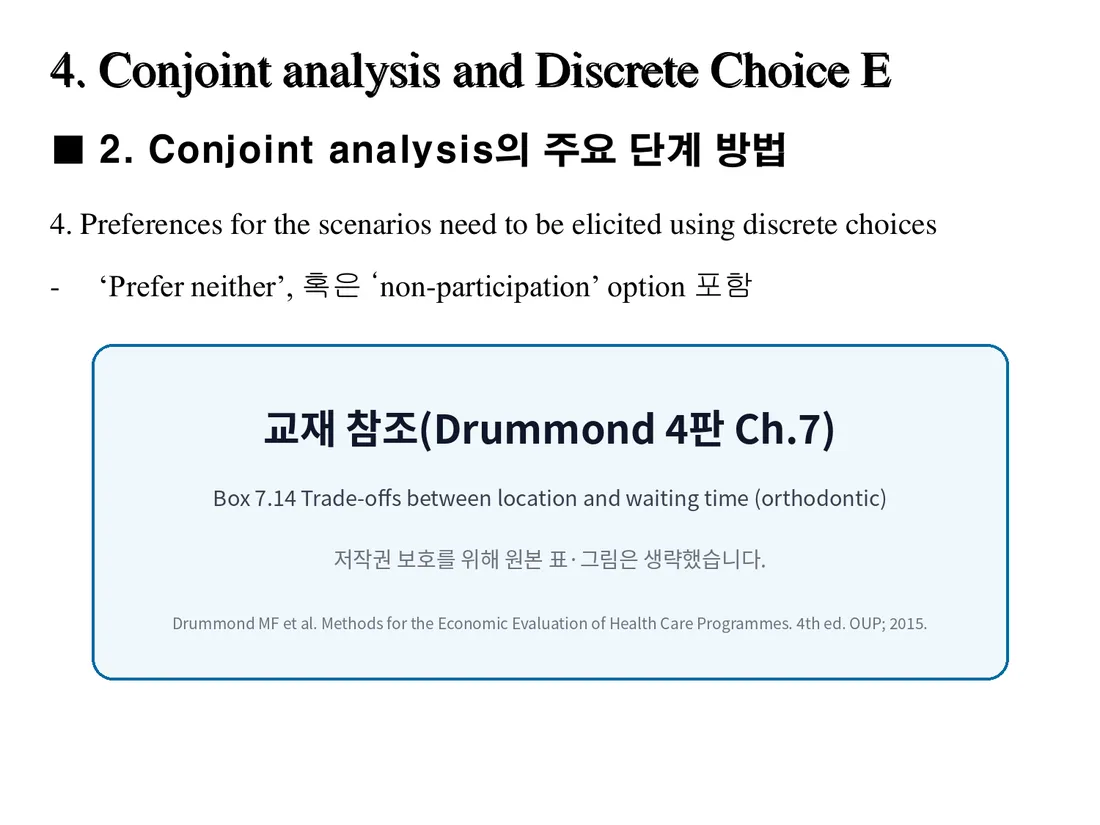 4. Conjoint analysis and Discrete Choice E
■ 2. Conjoint analysis의 주요 단계 방법
4. Preferences for the scenarios need to be elicited using discrete choices
- ‘Prefer neither’, 혹은 ‘non-participation’ option 포함
교재 참조(Drummond 4판 Ch.7)
Box 7.14 Trade-offs between location and waiting time (orthodontic)
저작권 보호를 위해 원본 표·그림은 생략했습니다.
Drummond MF et al. Methods for the Economic Evaluation of Health Care Programmes. 4th ed. OUP; 2015.